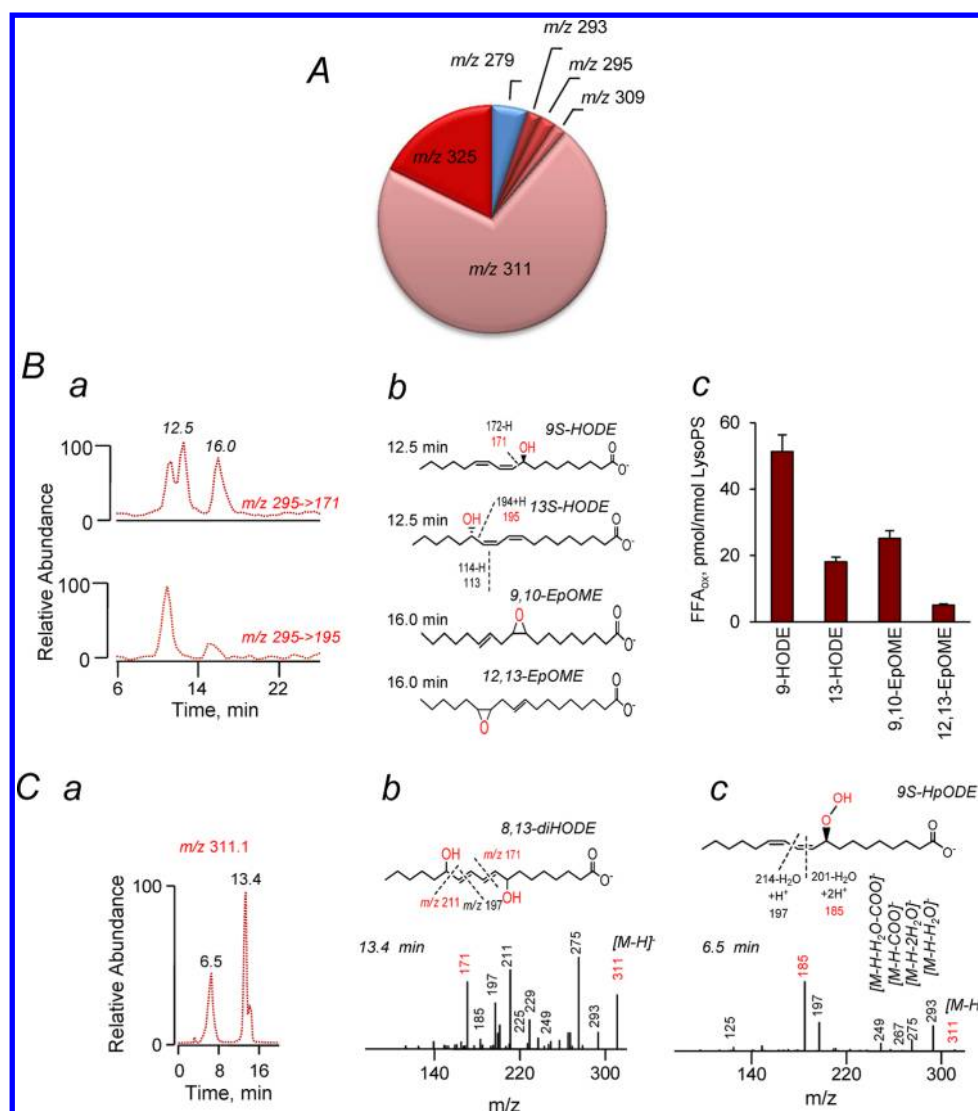 A
m/z 279
m/z 293
m/z 295
m/z 309
m/z 325
m/z 311
B
a
12.5
16.0
100
0
m/z 295->171
100
0
m/z 295->195
6
14
22
Time, min
Relative Abundance
b
12.5 min
172-H
171
OH
9S-HODE
O
O-
12.5 min
OH
194+H
195
13S-HODE
114-H
113
O
O-
16.0 min
9,10-EpOME
O
O
O-
16.0 min
12,13-EpOME
O
O
O-
c
FFAox, pmol/nmol LysoPS
60
40
20
0
9-HODE
13-HODE
9,10-EpOME
12,13-EpOME
C
a
m/z 311.1
100
13.4
6.5
0
0
8
16
Time, min
Relative Abundance
b
8,13-diHODE
OH
m/z 171
O
O-
m/z 211
m/z 197
OH
13.4 min
171
185
197
211
225
229
249
275
293
[M-H]-
311
140
220
300
m/z
c
9S-HpODE
OH
O
O
O-
214-H2O
+H+
197
201-H2O
+2H+
185
[M-H-H2O-COO]-
[M-H-COO]-
[M-H-2H2O]-
[M-H-H2O]-
6.5 min
125
185
197
249
267
275
293
[M-H
311
140
220
300
m/z